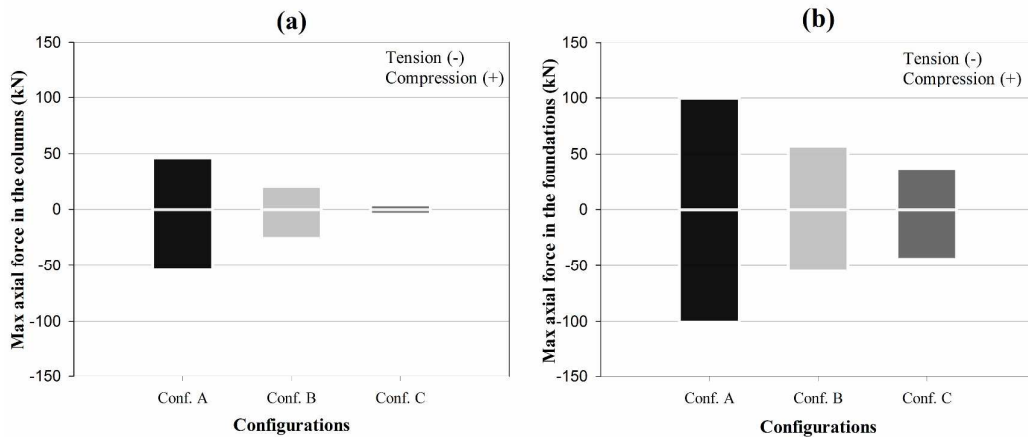 (a)
Max axial force in the columns (kN)
150
100
50
0
-50
-100
-150
Tension (-)
Compression (+)
Conf. A
Conf. B
Conf. C
Configurations
(b)
Max axial force in the foundations (kN)
150
100
50
0
-50
-100
-150
Tension (-)
Compression (+)
Conf. A
Conf. B
Conf. C
Configurations